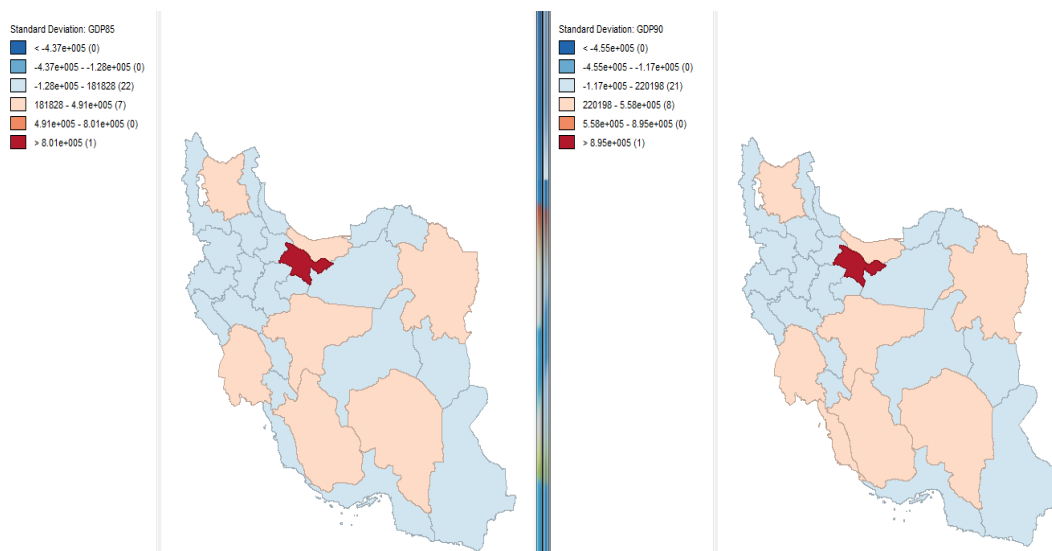 Standard Deviation: GDP85
< -4.37e+005 (0)
-4.37e+005 - -1.28e+005 (0)
-1.28e+005 - 181828 (22)
181828 - 4.91e+005 (7)
4.91e+005 - 8.01e+005 (0)
> 8.01e+005 (1)
Standard Deviation: GDP90
< -4.55e+005 (0)
-4.55e+005 - -1.17e+005 (0)
-1.17e+005 - 220198 (21)
220198 - 5.58e+005 (8)
5.58e+005 - 8.95e+005 (0)
> 8.95e+005 (1)